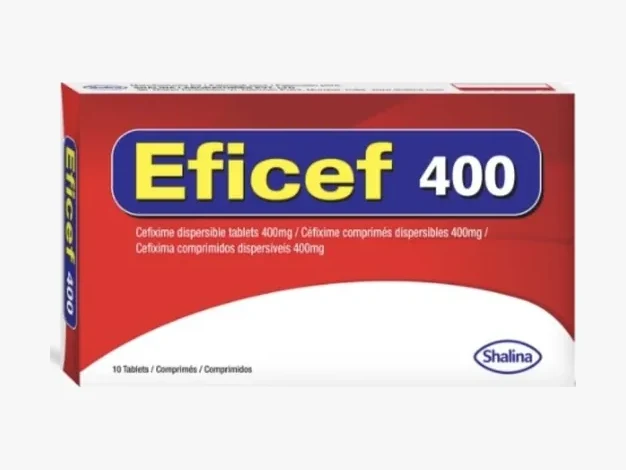 Eficef 400
Cefixime dispersible tablets 400mg / Céfixime comprimés dispersibles 400mg /
Cefixima comprimidos dispersíveis 400mg
Shalina
10 Tablets / Comprimés / Comprimidos
Eficef 400